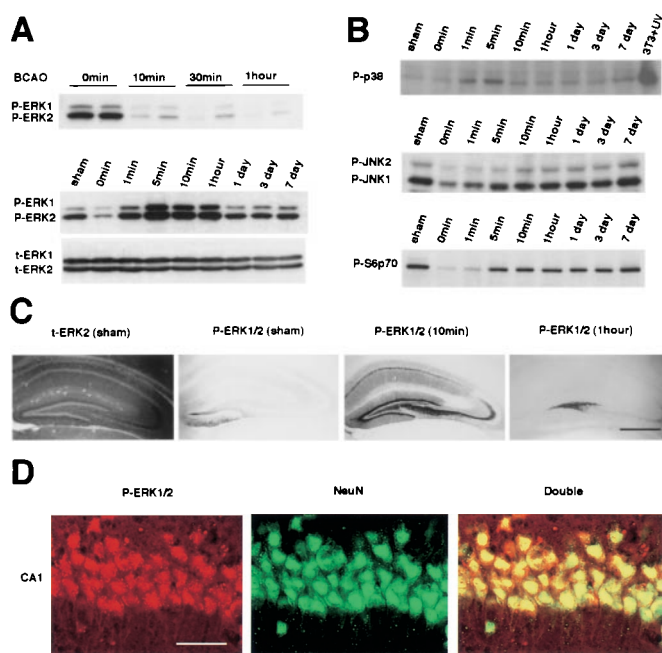 A
BCAO 0min 10min 30min 1hour
P-ERK1
P-ERK2
sham 0min 1min 5min 10min 1hour 1 day 3 day 7 day
P-ERK1
P-ERK2
t-ERK1
t-ERK2
B
sham 0min 1min 5min 10min 1hour 1 day 3 day 7 day 3T3+UV
P-p38
sham 0min 1min 5min 10min 1hour 1 day 3 day 7 day
P-JNK2
P-JNK1
sham 0min 1min 5min 10min 1hour 1 day 3 day 7 day
P-S6p70
C
t-ERK2 (sham) P-ERK1/2 (sham) P-ERK1/2 (10min) P-ERK1/2 (1hour)
D
P-ERK1/2 NeuN Double
CA1